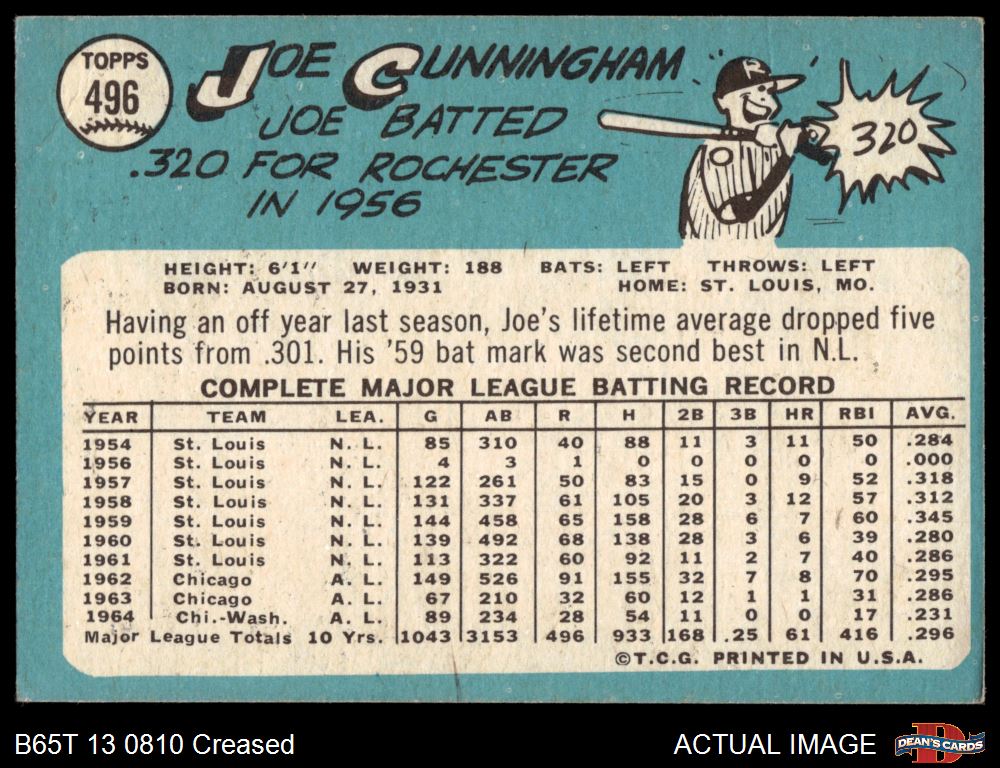 TOPPS
496
JOE CUNNINGHAM
JOE BATTED
.320 FOR ROCHESTER
IN 1956
R
320
HEIGHT: 6'1" WEIGHT: 188 BATS: LEFT THROWS: LEFT
BORN: AUGUST 27, 1931 HOME: ST. LOUIS, MO.
Having an off year last season, Joe's lifetime average dropped five
points from .301. His '59 bat mark was second best in N.L.
COMPLETE MAJOR LEAGUE BATTING RECORD
YEAR TEAM LEA. G AB R H 2B 3B HR RBI AVG.
1954 St. Louis N. L. 85 310 40 88 11 3 11 50 .284
1956 St. Louis N. L. 4 3 1 0 0 0 0 0 .000
1957 St. Louis N. L. 122 261 50 83 15 0 9 52 .318
1958 St. Louis N. L. 131 337 61 105 20 3 12 57 .312
1959 St. Louis N. L. 144 458 65 158 28 6 7 60 .345
1960 St. Louis N. L. 139 492 68 138 28 3 6 39 .280
1961 St. Louis N. L. 113 322 60 92 11 2 7 40 .286
1962 Chicago A. L. 149 526 91 155 32 7 8 70 .295
1963 Chicago A. L. 67 210 32 60 12 1 1 31 .286
1964 Chi.-Wash. A. L. 89 234 28 54 11 0 0 17 .231
Major League Totals 10 Yrs. 1043 3153 496 933 168 .25 61 416 .296
©T.C.G. PRINTED IN U.S.A.
B65T 13 0810 Creased
ACTUAL IMAGE
D
DEAN'S CARDS